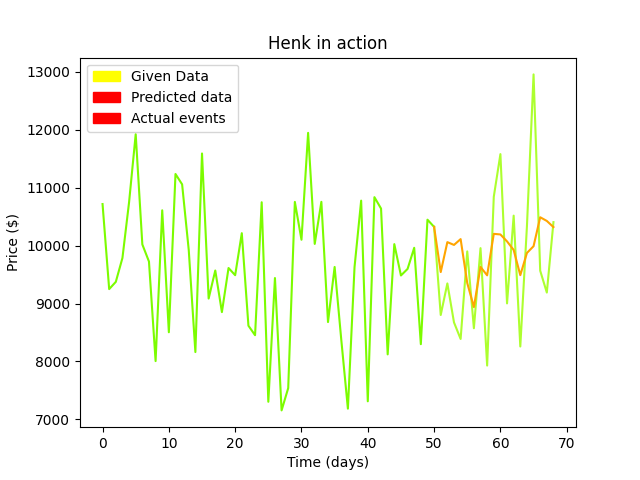 Henk in action
Given Data
Predicted data
Actual events
Price ($)
13000
12000
11000
10000
9000
8000
7000
0 10 20 30 40 50 60 70
Time (days)